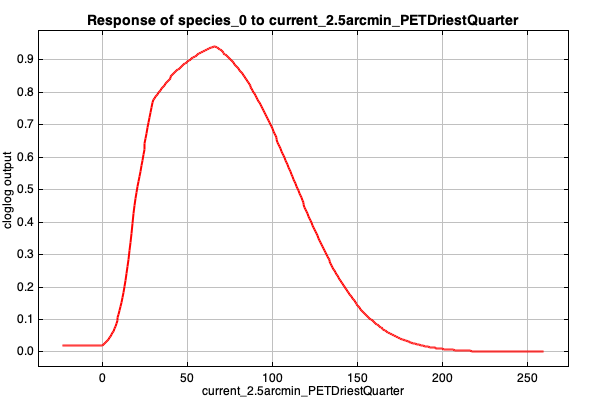 Response of species_0 to current_2.5arcmin_PETDriestQuarter
0.9
0.8
0.7
0.6
0.5
0.4
0.3
0.2
0.1
0.0
cloglog output
0 50 100 150 200 250
current_2.5arcmin_PETDriestQuarter